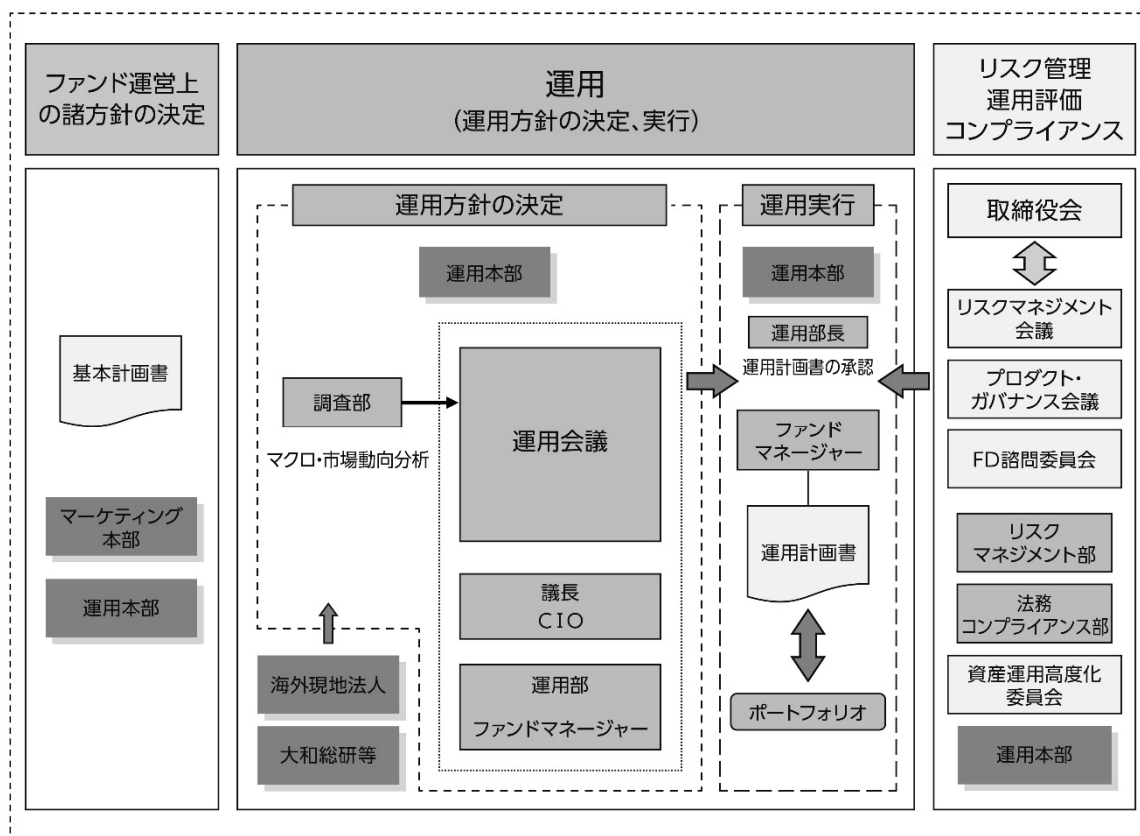 ファンド運営上
の諸方針の決定
基本計画書
マーケティング
本部
運用本部
運用
(運用方針の決定、実行)
運用方針の決定
運用本部
調査部
マクロ・市場動向分析
運用会議
議長
CIO
運用部
ファンドマネージャー
海外現地法人
大和総研等
運用実行
運用本部
運用部長
運用計画書の承認
ファンド
マネージャー
運用計画書
ポートフォリオ
リスク管理
運用評価
コンプライアンス
取締役会
リスクマネジメント
会議
プロダクト・
ガバナンス会議
FD諮問委員会
リスク
マネジメント部
法務
コンプライアンス部
資産運用高度化
委員会
運用本部